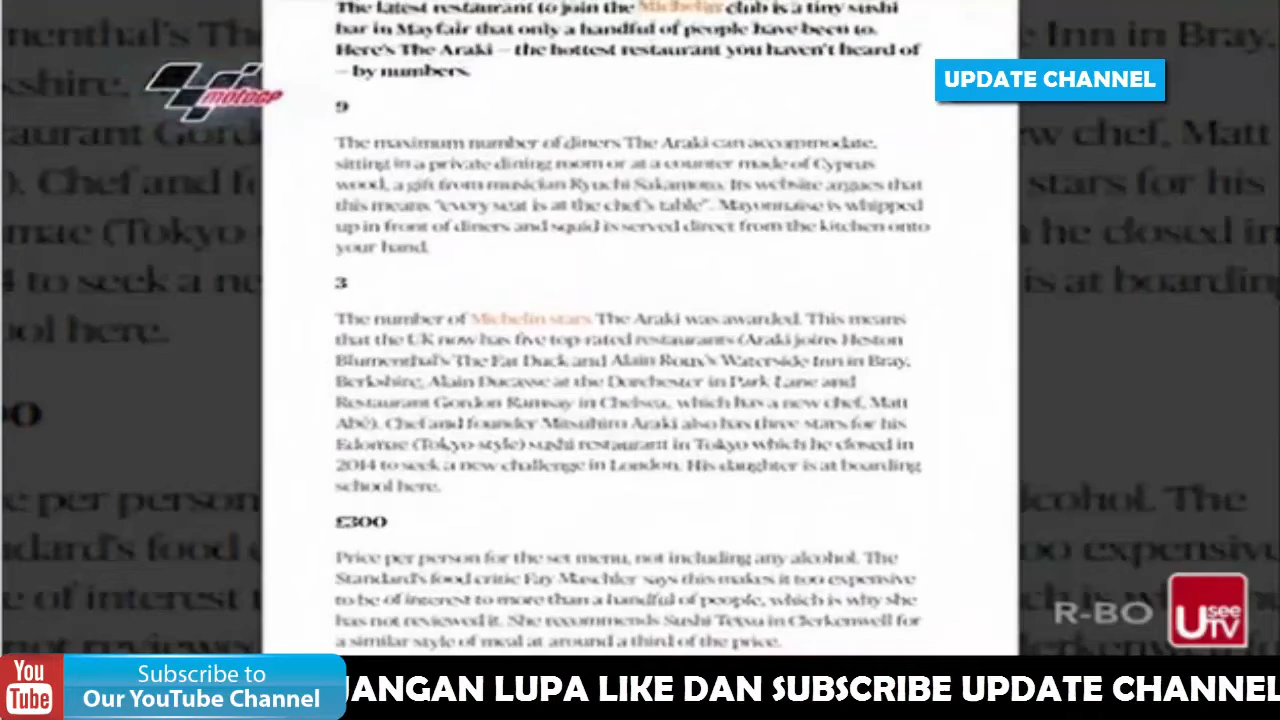 The latest restaurant to join the Michelin club is a tiny sushi
bar in Mayfair that only a handful of people have been to.
Here's The Araki – the hottest restaurant you haven't heard of
– by numbers.
9
The maximum number of diners The Araki can accommodate,
sitting in a private dining room or at a counter made of Cyprus
wood, a gift from musician Ryuchi Sakamoto. Its website argues that
this means "every seat is at the chef's table". Mayonnaise is whipped
up in front of diners and squid is served direct from the kitchen onto
your hand.
3
The number of Michelin stars The Araki was awarded. This means
that the UK now has five top-rated restaurants (Araki joins Heston
Blumenthal's The Fat Duck and Alain Roux's Waterside Inn in Bray,
Berkshire, Alain Ducasse at the Dorchester in Park Lane and
Restaurant Gordon Ramsay in Chelsea, which has a new chef, Matt
Abé). Chef and founder Mitsuhiro Araki also has three stars for his
Edomae (Tokyo-style) sushi restaurant in Tokyo which he closed in
2014 to seek a new challenge in London. His daughter is at boarding
school here.
£300
Price per person for the set menu, not including any alcohol. The
Standard's food critic Fay Maschler says this makes it too expensive
to be of interest to more than a handful of people, which is why she
has not reviewed it. She recommends Sushi Tetsu in Clerkenwell for
a similar style of meal at around a third of the price.
motoGP
UPDATE CHANNEL
R-BO
UseeTV
You Tube
Subscribe to
Our YouTube Channel
JANGAN LUPA LIKE DAN SUBSCRIBE UPDATE CHANNEL